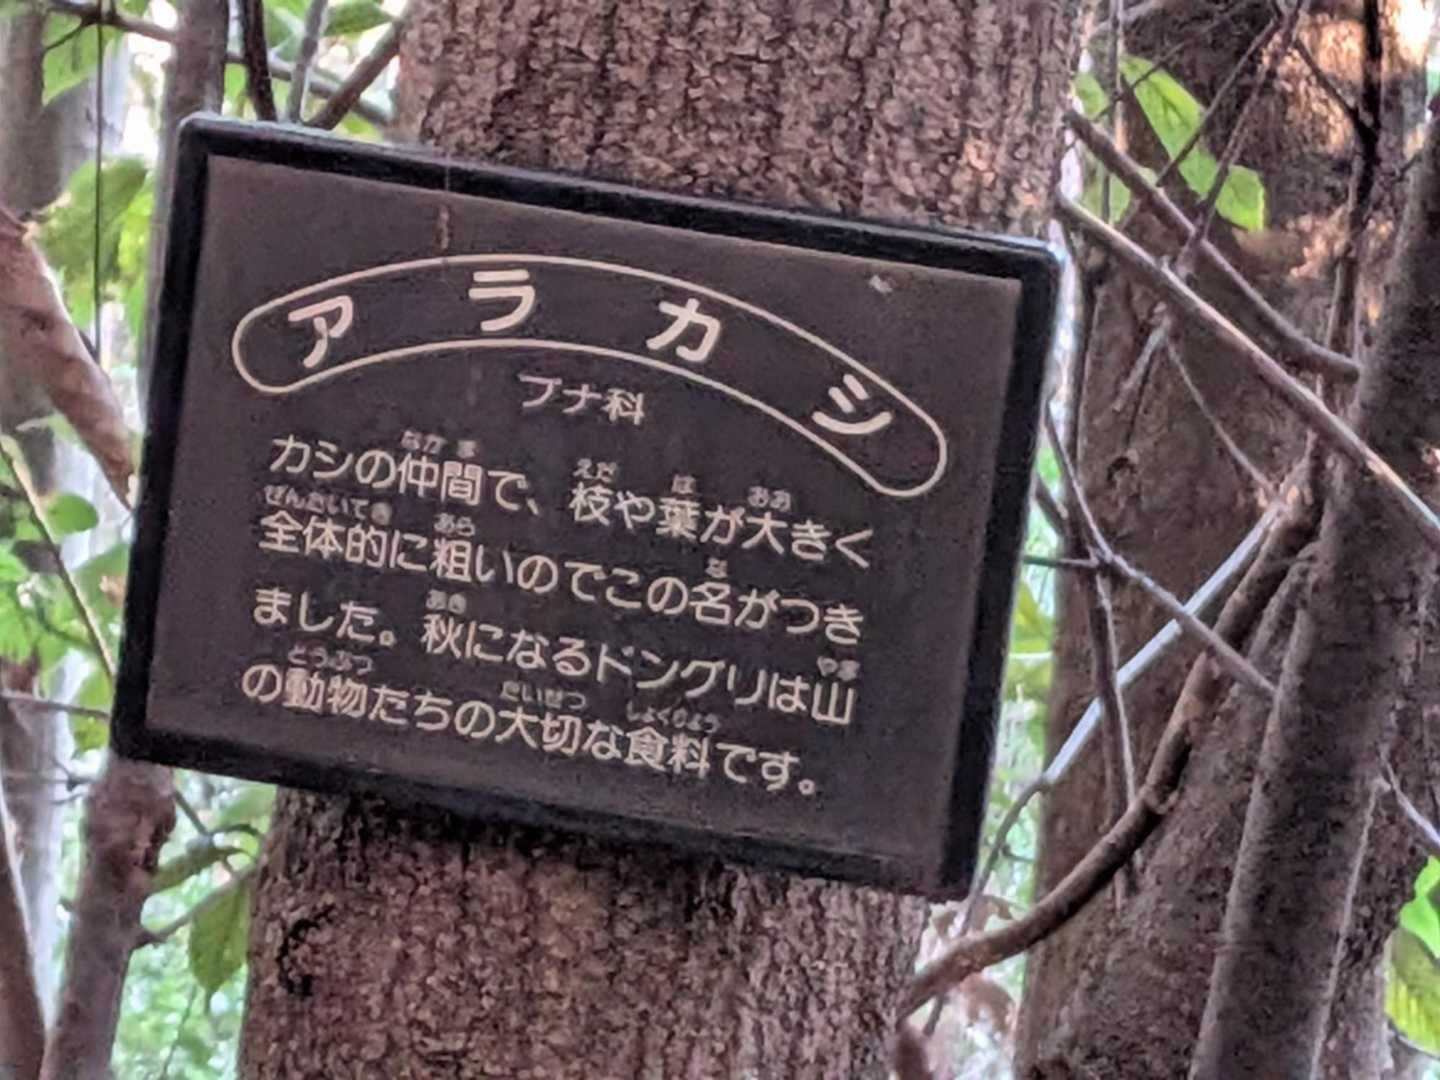 アラカシ
ブナ科
カシの仲間で、枝や葉が大きく
全体的に粗いのでこの名がつき
ました。秋になるドングリは山
の動物たちの大切な食料です。